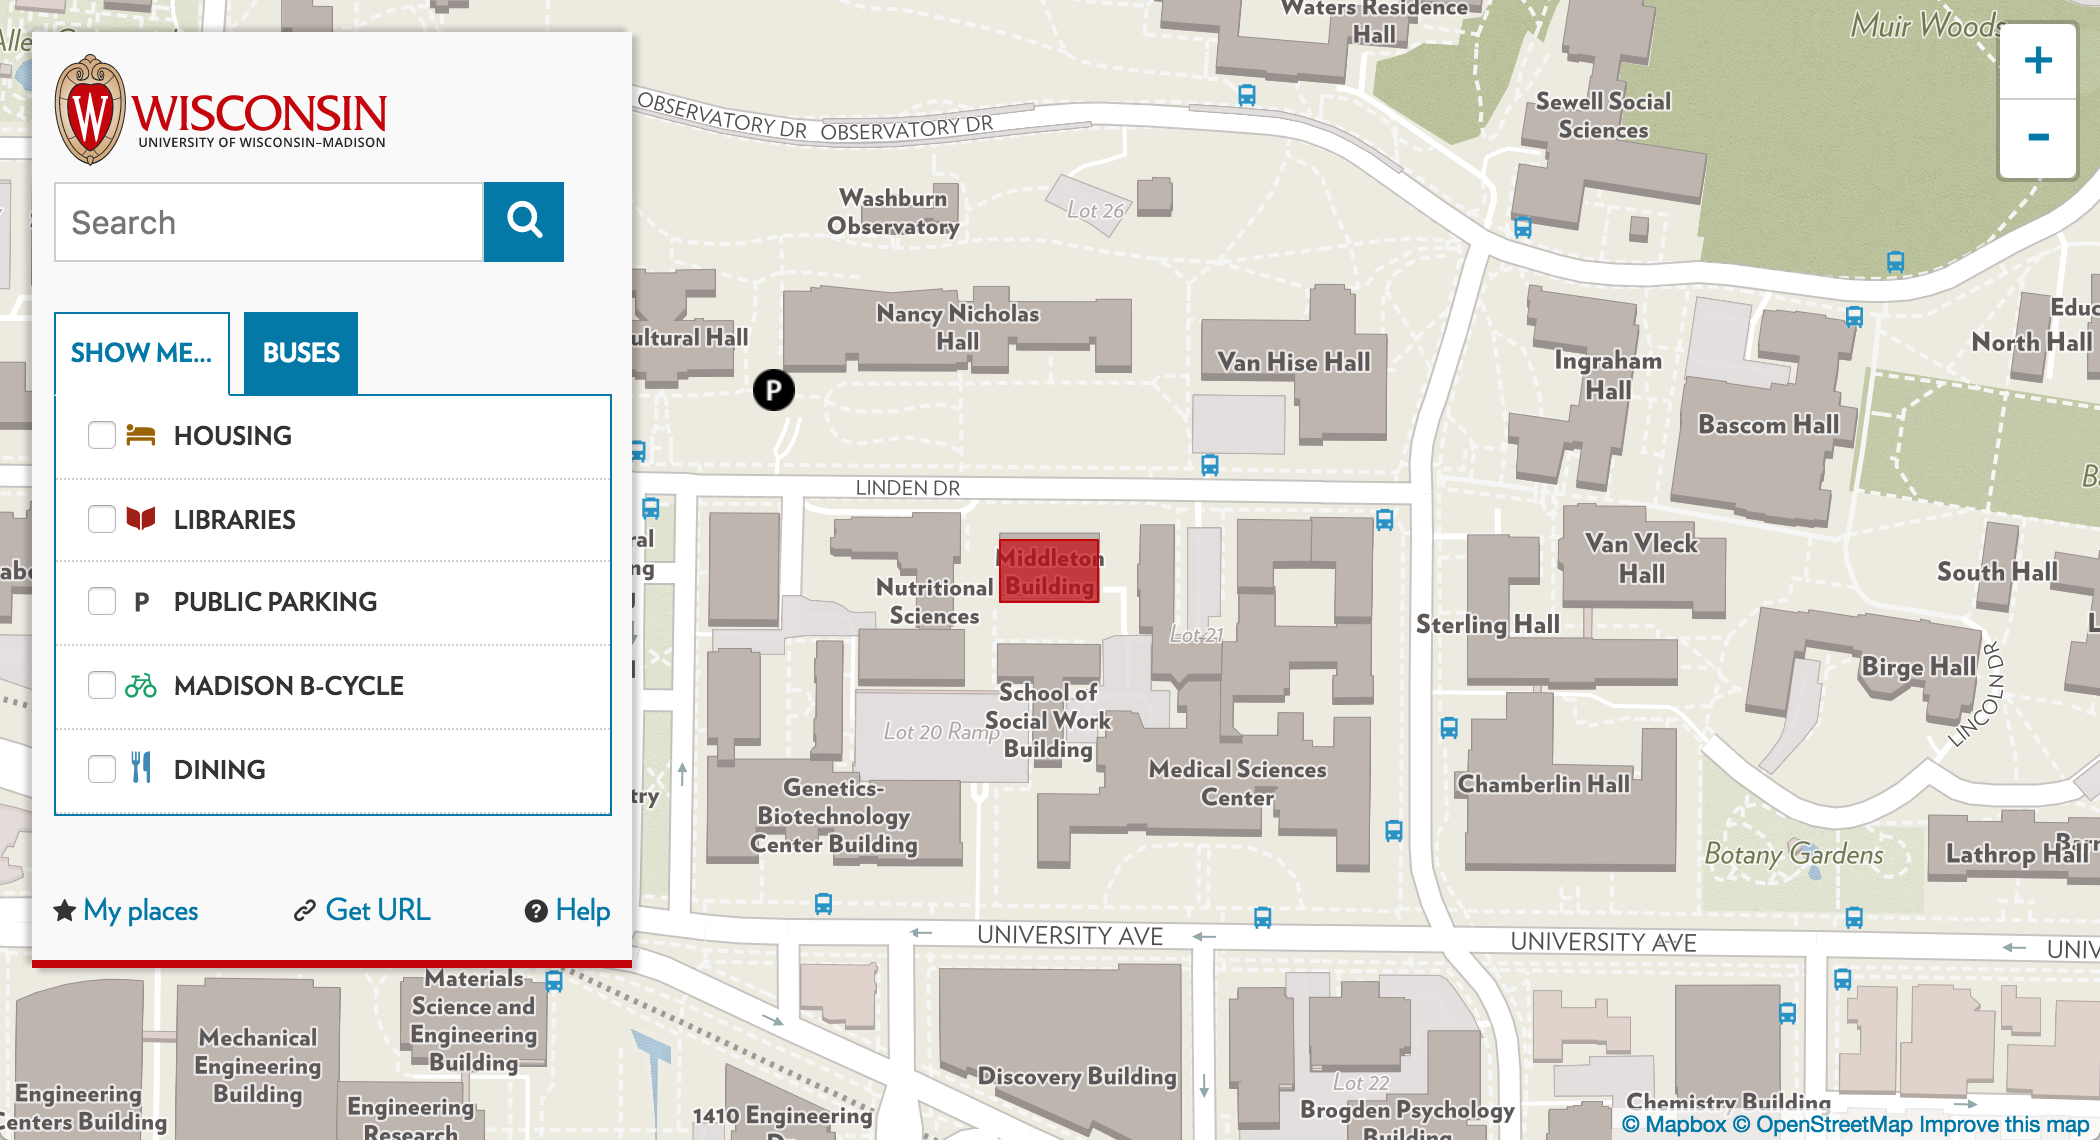 WISCONSIN
UNIVERSITY OF WISCONSIN–MADISON
Search
SHOW ME...
BUSES
HOUSING
LIBRARIES
P PUBLIC PARKING
MADISON B-CYCLE
DINING
My places
Get URL
Help
Waters Residence
Hall
Muir Woods
+
-
OBSERVATORY DR
OBSERVATORY DR
Sewell Social
Sciences
Washburn
Observatory
Lot 26
Nancy Nicholas
Hall
ultural Hall
P
Van Hise Hall
Ingraham
Hall
Bascom Hall
North Hall
LINDEN DR
Middleton
Building
Nutritional
Sciences
Lot 21
Van Vleck
Hall
South Hall
Sterling Hall
Birge Hall
LINCOLN DR
School of
Social Work
Building
Lot 20 Ramp
Medical Sciences
Center
Genetics-
Biotechnology
Center Building
Chamberlin Hall
Botany Gardens
Lathrop Hall
UNIVERSITY AVE
UNIVERSITY AVE
UNIV
Materials
Science and
Engineering
Building
Mechanical
Engineering
Building
Engineering
Centers Building
Engineering
Research
1410 Engineering
Discovery Building
Lot 22
Brogden Psychology
Building
Chemistry Building
© Mapbox © OpenStreetMap Improve this map